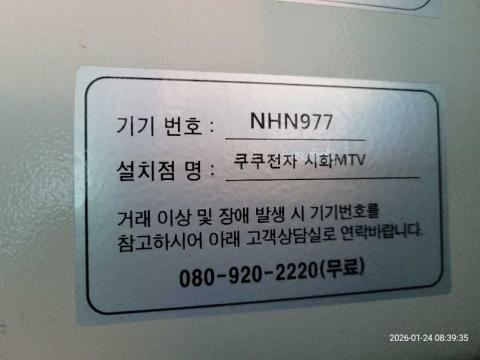 기기 번호 : NHN977
설치점 명 : 쿠쿠전자 시화MTV
거래 이상 및 장애 발생 시 기기번호를
참고하시어 아래 고객상담실로 연락바랍니다.
080-920-2220(무료)
2026-01-24 08:39:35